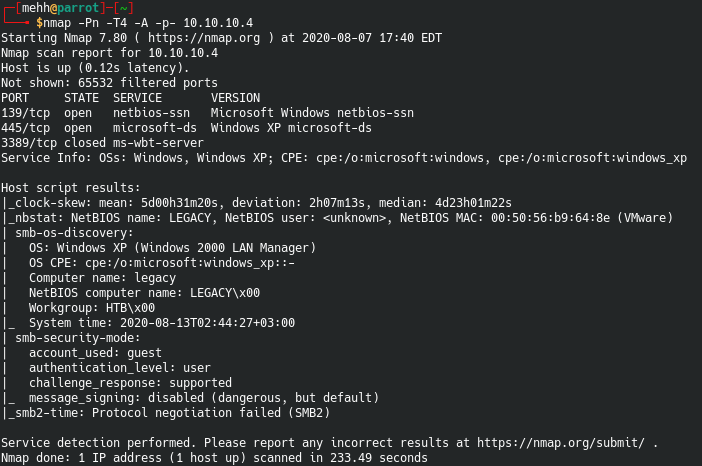 [mehh@parrot]-[~]
$nmap -Pn -T4 -A -p- 10.10.10.4
Starting Nmap 7.80 ( https://nmap.org ) at 2020-08-07 17:40 EDT
Nmap scan report for 10.10.10.4
Host is up (0.12s latency).
Not shown: 65532 filtered ports
PORT     STATE  SERVICE       VERSION
139/tcp  open   netbios-ssn   Microsoft Windows netbios-ssn
445/tcp  open   microsoft-ds  Windows XP microsoft-ds
3389/tcp closed ms-wbt-server
Service Info: OSs: Windows, Windows XP; CPE: cpe:/o:microsoft:windows, cpe:/o:microsoft:windows_xp

Host script results:
|_clock-skew: mean: 5d00h31m20s, deviation: 2h07m13s, median: 4d23h01m22s
|_nbstat: NetBIOS name: LEGACY, NetBIOS user: <unknown>, NetBIOS MAC: 00:50:56:b9:64:8e (VMware)
| smb-os-discovery:
|   OS: Windows XP (Windows 2000 LAN Manager)
|   OS CPE: cpe:/o:microsoft:windows_xp::-
|   Computer name: legacy
|   NetBIOS computer name: LEGACY\x00
|   Workgroup: HTB\x00
|_  System time: 2020-08-13T02:44:27+03:00
| smb-security-mode:
|   account_used: guest
|   authentication_level: user
|   challenge_response: supported
|_  message_signing: disabled (dangerous, but default)
|_smb2-time: Protocol negotiation failed (SMB2)

Service detection performed. Please report any incorrect results at https://nmap.org/submit/ .
Nmap done: 1 IP address (1 host up) scanned in 233.49 seconds